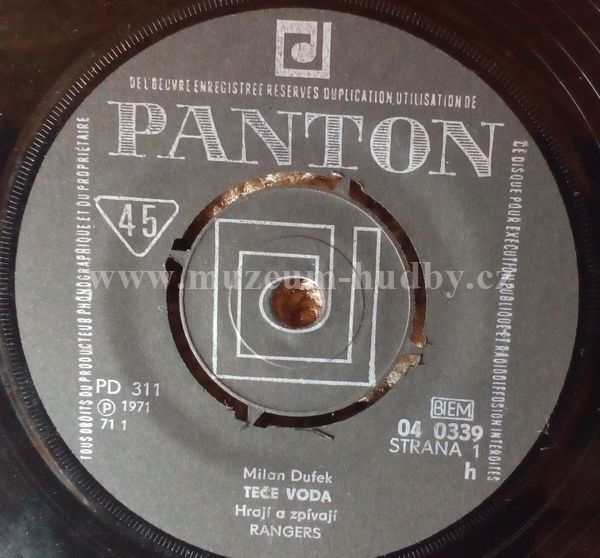 DE L'OEUVRE ENREGISTREE RESERVES DUPLICATION, UTILISATION DE
PANTON
CE DISQUE POUR EXECUTION PUBLIQUE ET RADIODIFFUSION INTERDITES
TOUS DROITS DU PRODUCTEUR PHONOGRAPHIQUE ET DU PROPRIETAIRE
45
www.muzeum-hudby.cz
PD 311
℗ 1971
71 1
BIEM
04 0339
STRANA 1
h
Milan Dufek
TEČE VODA
Hrají a zpívají
RANGERS